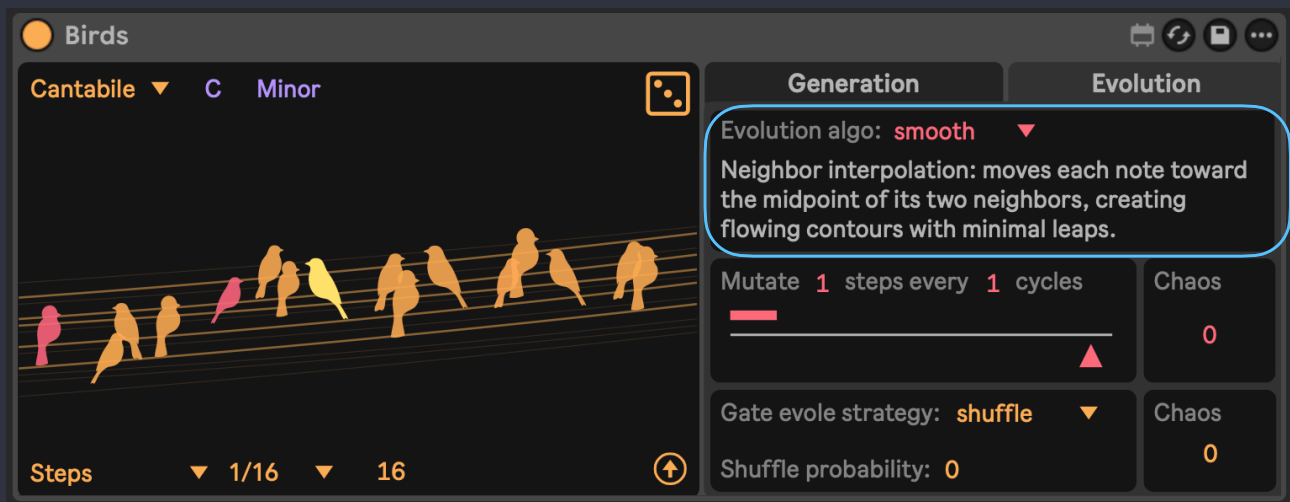 Birds
Cantabile C Minor
Generation Evolution
Evolution algo: smooth
Neighbor interpolation: moves each note toward
the midpoint of its two neighbors, creating
flowing contours with minimal leaps.
Mutate 1 steps every 1 cycles
Chaos
0
Gate evole strategy: shuffle
Shuffle probability: 0
Chaos
0
Steps 1/16 16